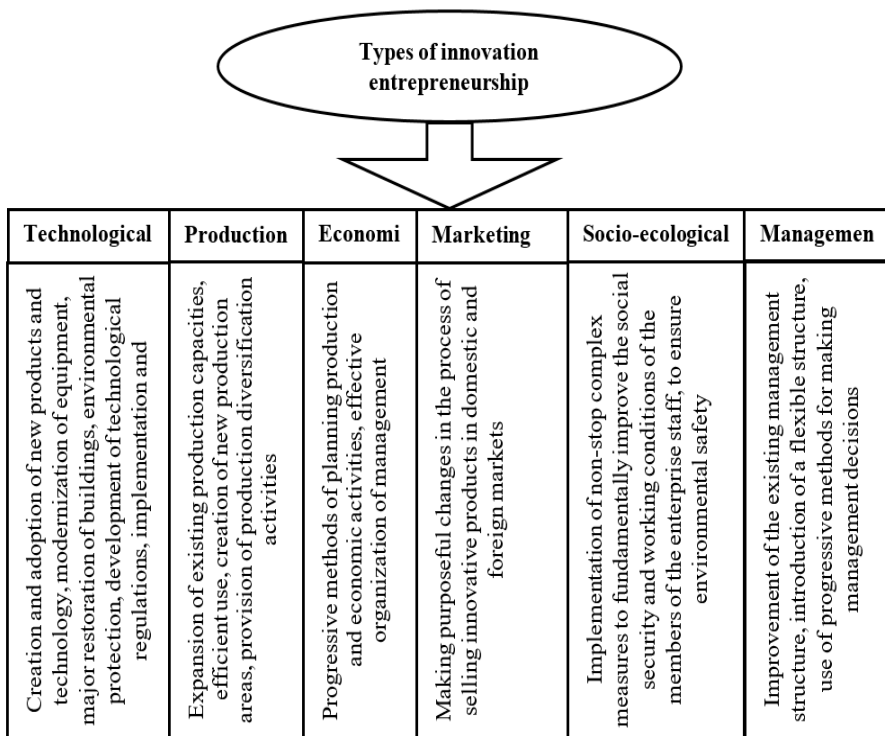 Types of innovation
entrepreneurship
Technological
Production
Economi
Marketing
Socio-ecological
Managemen
Creation and adoption of new products and
technology, modernization of equipment,
major restoration of buildings, environmental
protection, development of technological
regulations, implementation and
Expansion of existing production capacities,
efficient use, creation of new production
areas, provision of production diversification
activities
Progressive methods of planning production
and economic activities, effective
organization of management
Making purposeful changes in the process of
selling innovative products in domestic and
foreign markets
Implementation of non-stop complex
measures to fundamentally improve the social
security and working conditions of the
members of the enterprise staff, to ensure
environmental safety
Improvement of the existing management
structure, introduction of a flexible structure,
use of progressive methods for making
management decisions